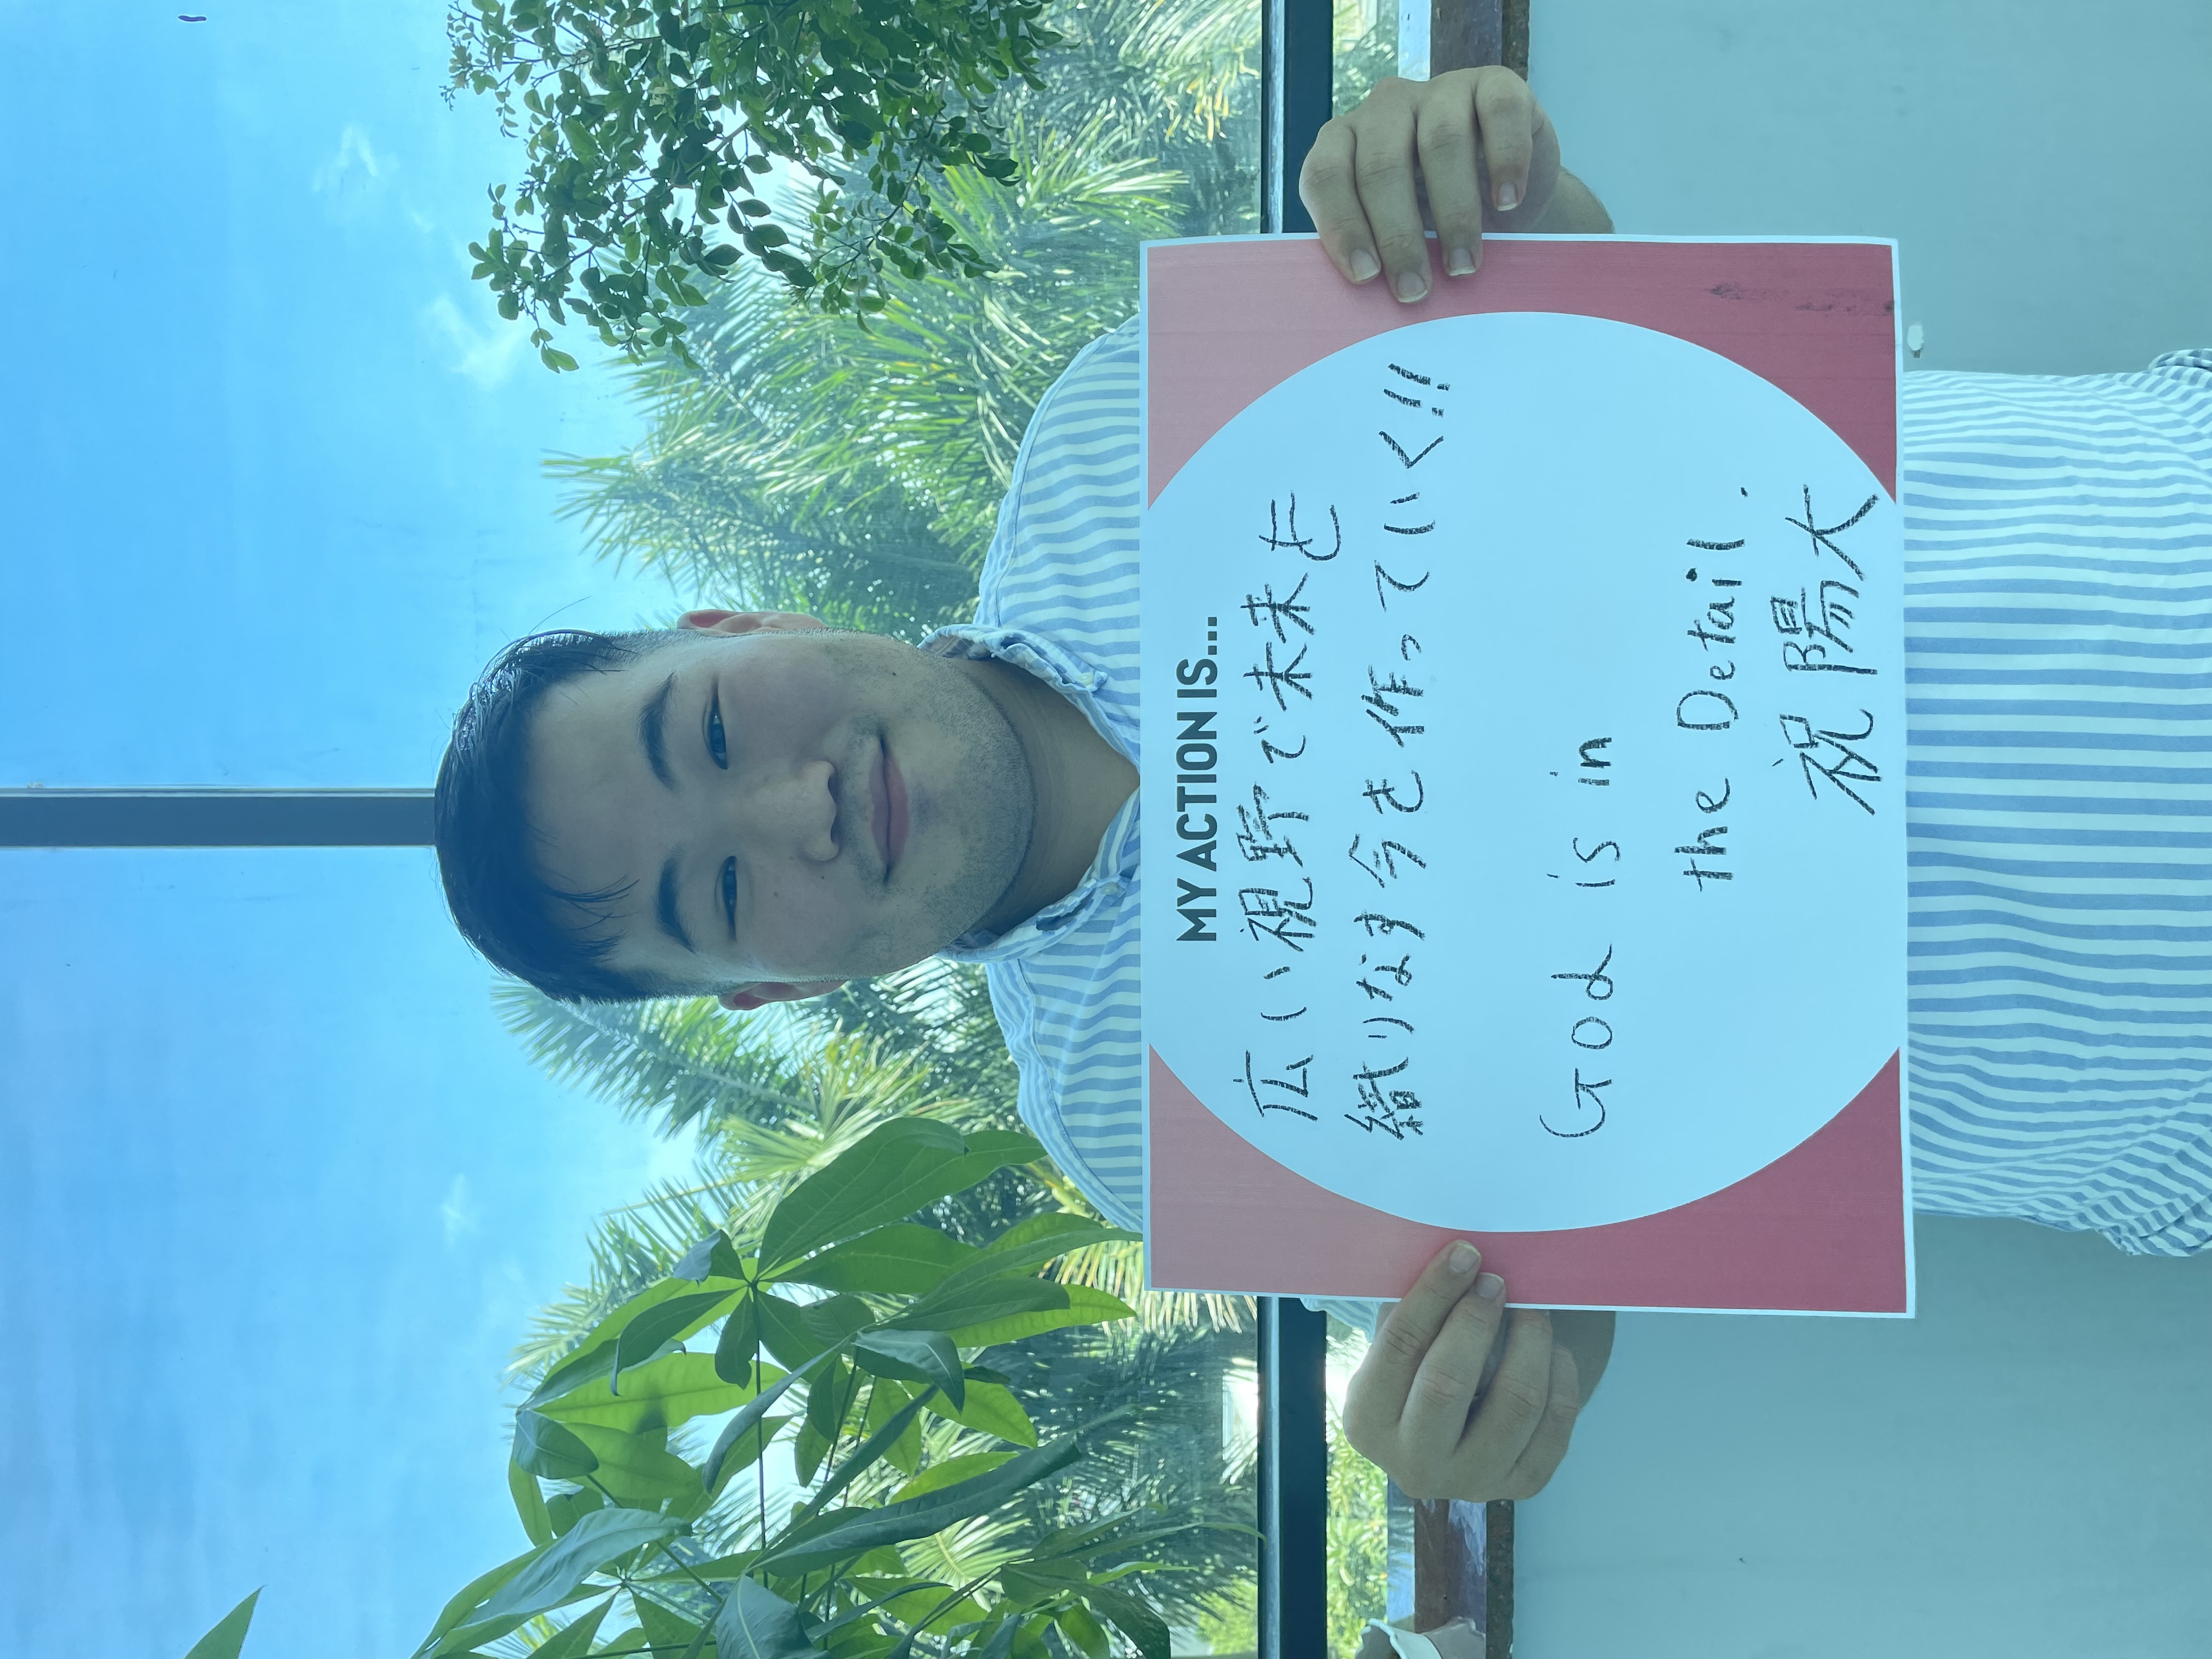 MY ACTION IS...
広い視野で未来を
織りなす今を作っていく!!
God is in
the Detail.
祝陽大